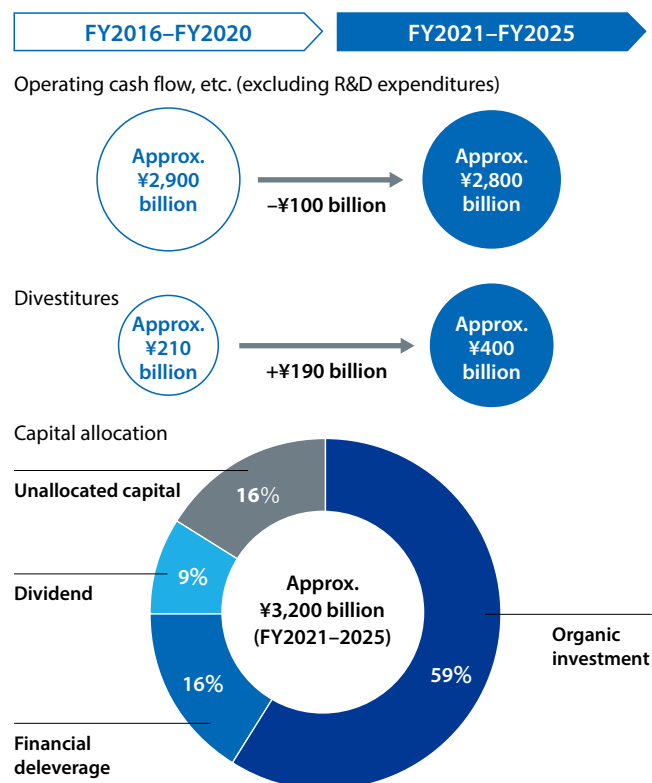 FY2016–FY2020
FY2021–FY2025
Operating cash flow, etc. (excluding R&D expenditures)
Approx.
¥2,900
billion
–¥100 billion
Approx.
¥2,800
billion
Divestitures
Approx.
¥210
billion
+¥190 billion
Approx.
¥400
billion
Capital allocation
Unallocated capital
16%
Dividend
9%
Approx.
¥3,200 billion
(FY2021–2025)
Organic
investment
59%
16%
Financial
deleverage